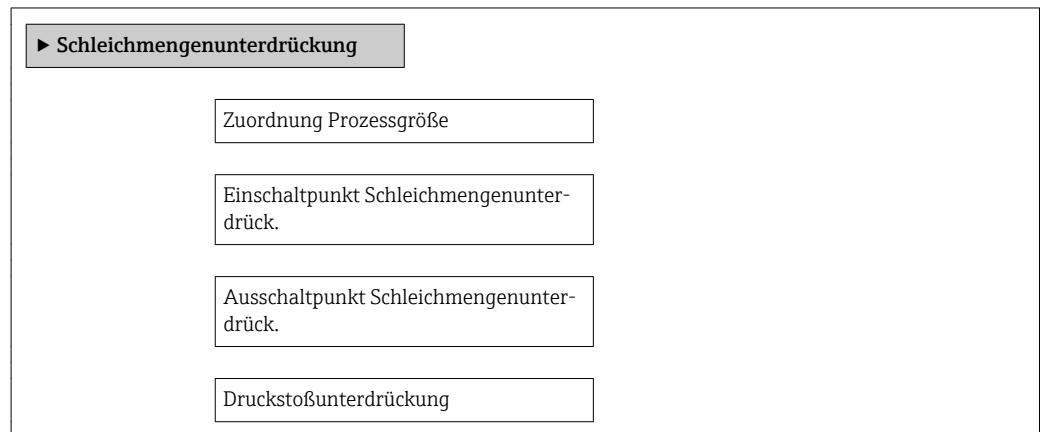 ▶ Schleichmengenunterdrückung
Zuordnung Prozessgröße
Einschaltpunkt Schleichmengenunter-
drück.
Ausschaltpunkt Schleichmengenunter-
drück.
Druckstoßunterdrückung